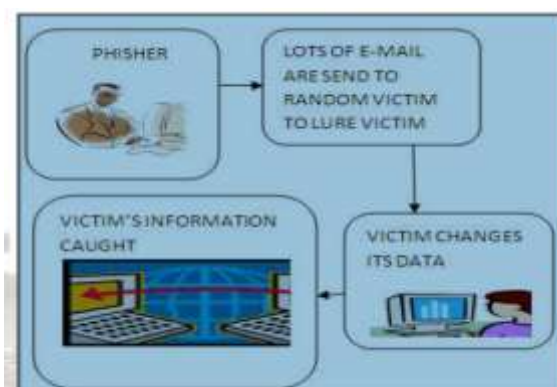 PHISHER
LOTS OF E-MAIL
ARE SEND TO
RANDOM VICTIM
TO LURE VICTIM
VICTIM CHANGES
ITS DATA
VICTIM'S INFORMATION
CAUGHT